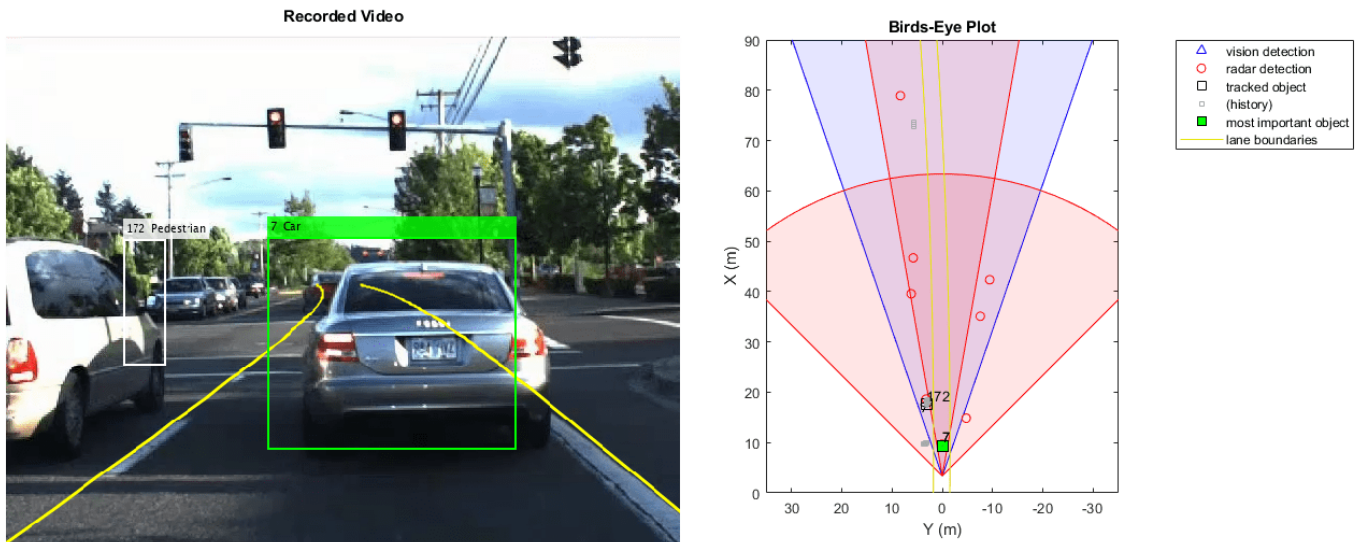 Recorded Video
172 Pedestrian
7 Car
Birds-Eye Plot
90
80
70
60
50
40
30
20
10
0
X (m)
172
7
30
20
10
0
-10
-20
-30
Y (m)
vision detection
radar detection
tracked object
(history)
most important object
lane boundaries